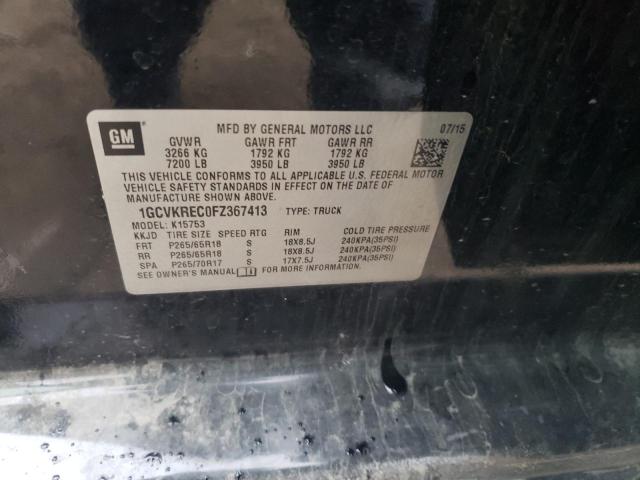 GM
MFD BY GENERAL MOTORS LLC 07/15
GVWR GAWR FRT GAWR RR
3266 KG 1792 KG 1792 KG
7200 LB 3950 LB 3950 LB
THIS VEHICLE CONFORMS TO ALL APPLICABLE U.S. FEDERAL MOTOR
VEHICLE SAFETY STANDARDS IN EFFECT ON THE DATE OF
MANUFACTURE SHOWN ABOVE.
1GCVKREC0FZ367413 TYPE: TRUCK
MODEL: K15753
KKJD TIRE SIZE SPEED RTG RIM COLD TIRE PRESSURE
FRT P265/65R18 S 18X8.5J 240KPA(35PSI)
RR P265/65R18 S 18X8.5J 240KPA(35PSI)
SPA P265/70R17 S 17X7.5J 240KPA(35PSI)
SEE OWNER'S MANUAL FOR ADDITIONAL INFORMATION.